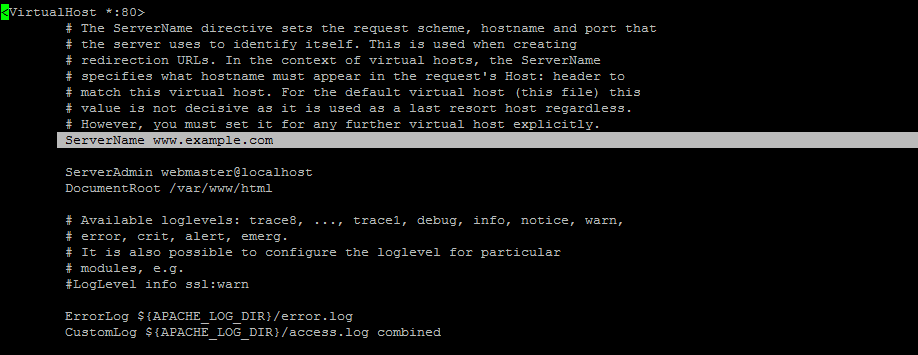 <VirtualHost *:80>
# The ServerName directive sets the request scheme, hostname and port that
# the server uses to identify itself. This is used when creating
# redirection URLs. In the context of virtual hosts, the ServerName
# specifies what hostname must appear in the request's Host: header to
# match this virtual host. For the default virtual host (this file) this
# value is not decisive as it is used as a last resort host regardless.
# However, you must set it for any further virtual host explicitly.
ServerName www.example.com
ServerAdmin webmaster@localhost
DocumentRoot /var/www/html
# Available loglevels: trace8, ..., trace1, debug, info, notice, warn,
# error, crit, alert, emerg.
# It is also possible to configure the loglevel for particular
# modules, e.g.
#LogLevel info ssl:warn
ErrorLog ${APACHE_LOG_DIR}/error.log
CustomLog ${APACHE_LOG_DIR}/access.log combined